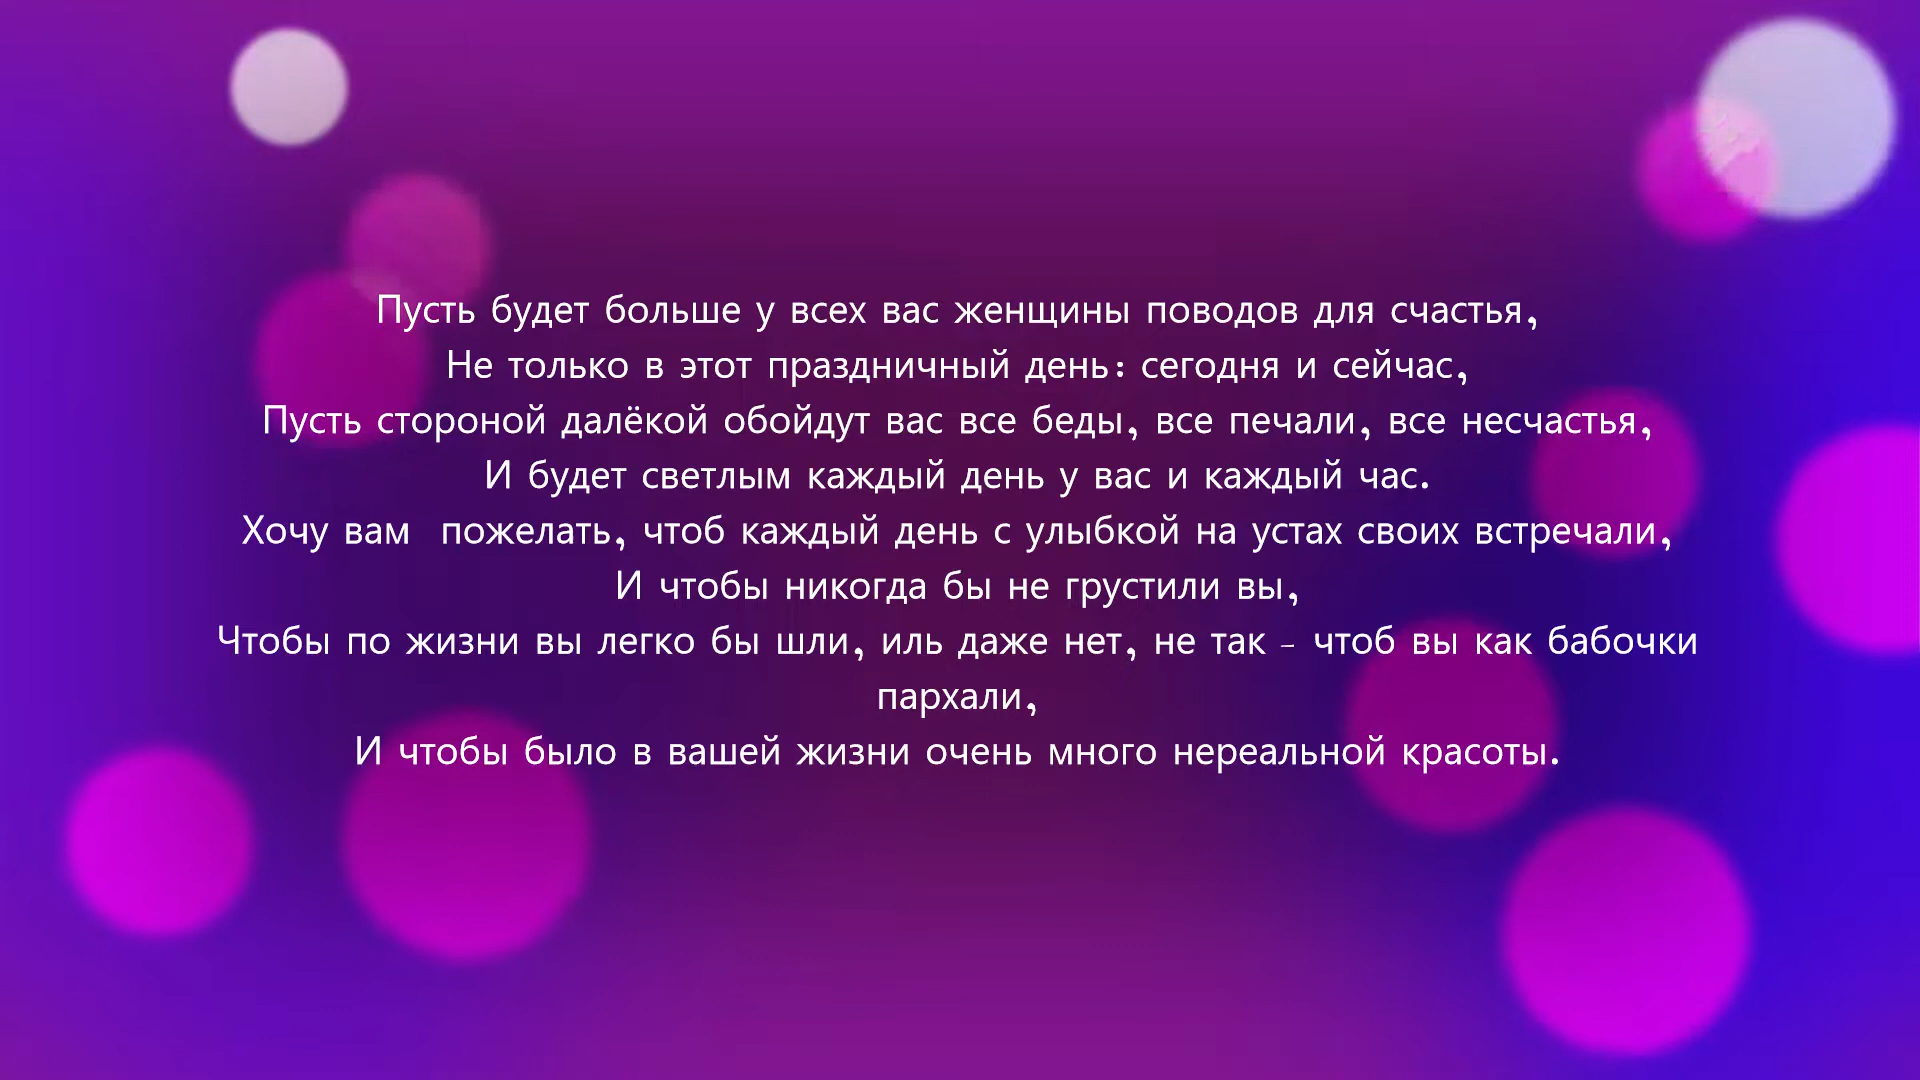 Пусть будет больше у всех вас женщины поводов для счастья,
Не только в этот праздничный день: сегодня и сейчас,
Пусть стороной далёкой обойдут вас все беды, все печали, все несчастья,
И будет светлым каждый день у вас и каждый час.
Хочу вам  пожелать, чтоб каждый день с улыбкой на устах своих встречали,
И чтобы никогда бы не грустили вы,
Чтобы по жизни вы легко бы шли, иль даже нет, не так - чтоб вы как бабочки
пархали,
И чтобы было в вашей жизни очень много нереальной красоты.